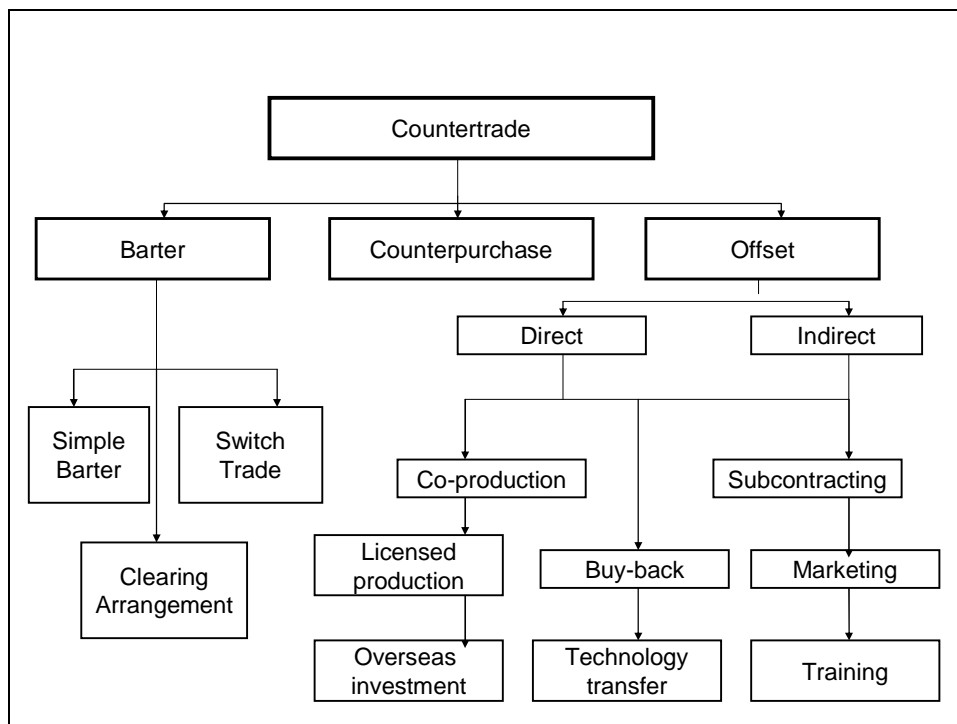 Countertrade
Barter
Counterpurchase
Offset
Direct
Indirect
Simple
Barter
Switch
Trade
Co-production
Subcontracting
Clearing
Arrangement
Licensed
production
Buy-back
Marketing
Overseas
investment
Technology
transfer
Training